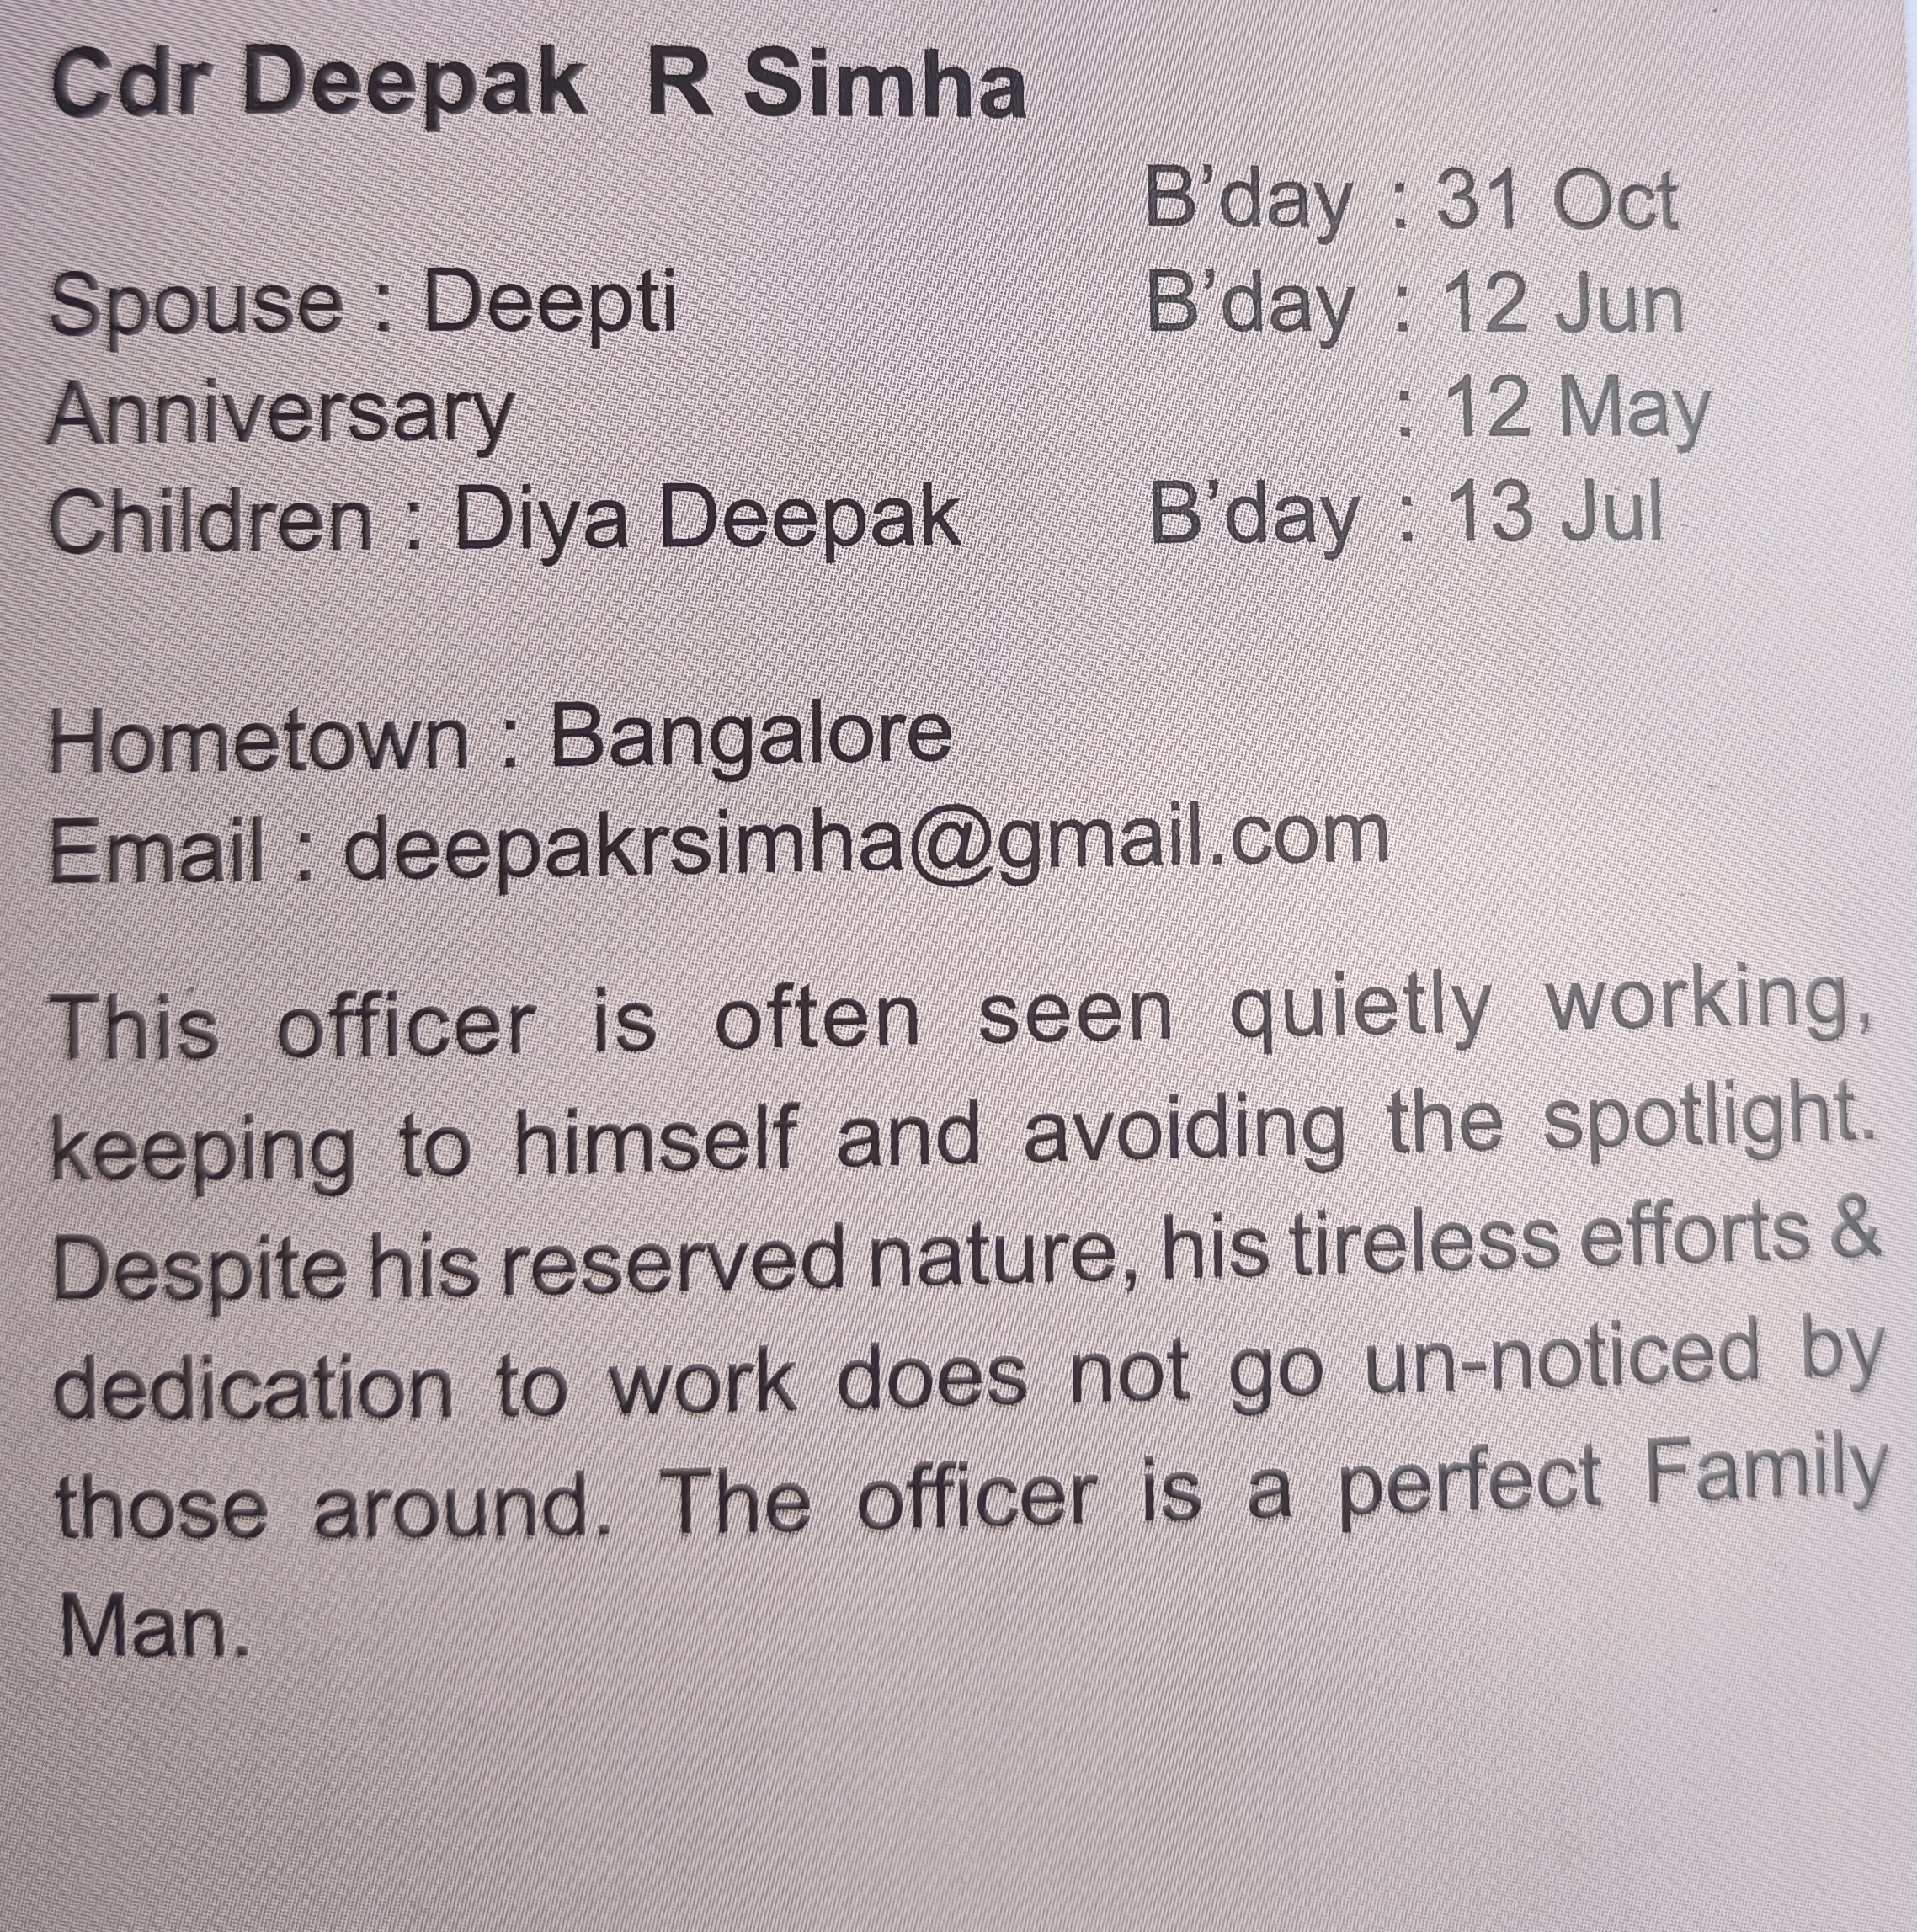 Cdr Deepak R Simha
B'day : 31 Oct
Spouse : Deepti B'day : 12 Jun
Anniversary : 12 May
Children : Diya Deepak B'day : 13 Jul
Hometown : Bangalore
Email : deepakrsimha@gmail.com
This officer is often seen quietly working,
keeping to himself and avoiding the spotlight.
Despite his reserved nature, his tireless efforts &
dedication to work does not go un-noticed by
those around. The officer is a perfect Family
Man.